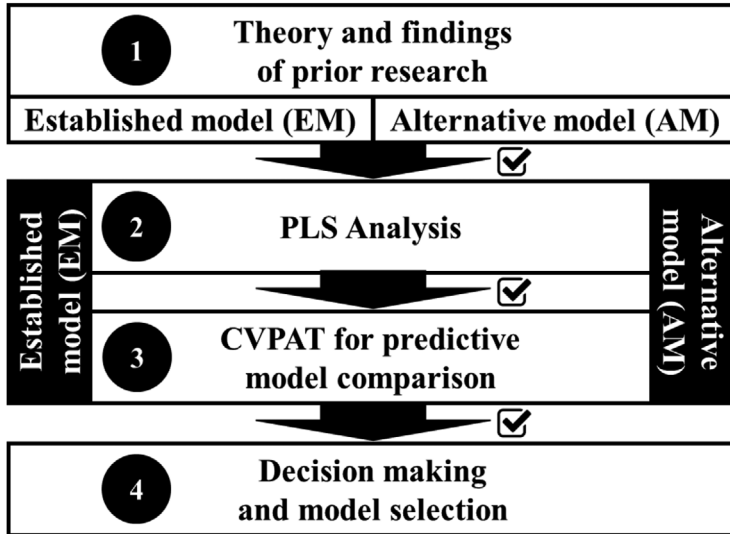 1
Theory and findings
of prior research
Established model (EM)
Alternative model (AM)
Established
model (EM)
2
PLS Analysis
3
CVPAT for predictive
model comparison
Alternative
model (AM)
4
Decision making
and model selection